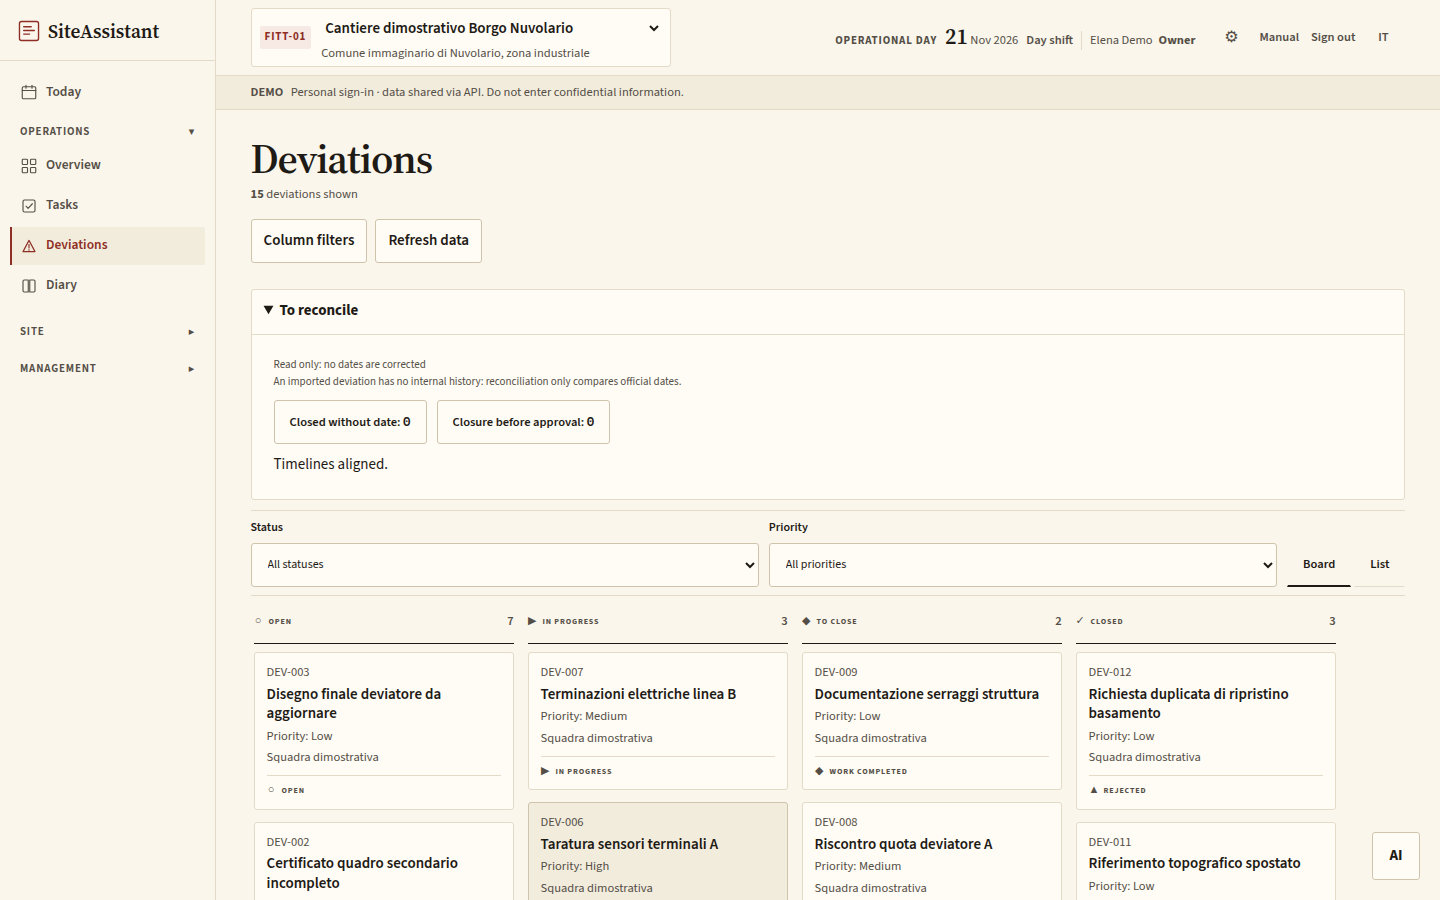 SiteAssistant
FITT-01
Cantiere dimostrativo Borgo Nuvolario
Comune immaginario di Nuvolario, zona industriale
OPERATIONAL DAY 21 Nov 2026 Day shift
Elena Demo Owner
Manual
Sign out
IT
DEMO Personal sign-in · data shared via API. Do not enter confidential information.
Today
OPERATIONS
Overview
Tasks
Deviations
Diary
SITE
MANAGEMENT
Deviations
15 deviations shown
Column filters
Refresh data
To reconcile
Read only: no dates are corrected
An imported deviation has no internal history: reconciliation only compares official dates.
Closed without date: 0
Closure before approval: 0
Timelines aligned.
Status
All statuses
Priority
All priorities
Board
List
OPEN 7
DEV-003
Disegno finale deviatore da
aggiornare
Priority: Low
Squadra dimostrativa
OPEN
DEV-002
Certificato quadro secondario
incompleto
IN PROGRESS 3
DEV-007
Terminazioni elettriche linea B
Priority: Medium
Squadra dimostrativa
IN PROGRESS
DEV-006
Taratura sensori terminali A
Priority: High
Squadra dimostrativa
TO CLOSE 2
DEV-009
Documentazione serraggi struttura
Priority: Low
Squadra dimostrativa
WORK COMPLETED
DEV-008
Riscontro quota deviatore A
Priority: Medium
Squadra dimostrativa
CLOSED 3
DEV-012
Richiesta duplicata di ripristino
basamento
Priority: Low
Squadra dimostrativa
REJECTED
DEV-011
Riferimento topografico spostato
Priority: Low
AI